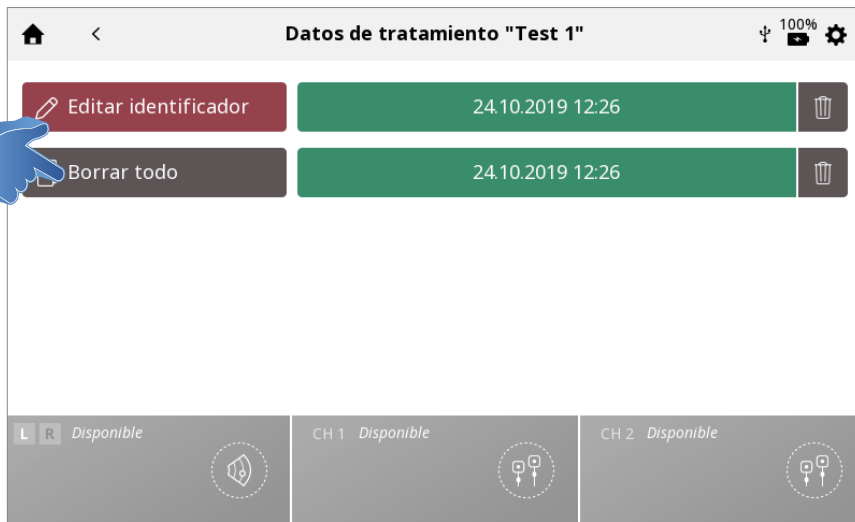 Datos de tratamiento "Test 1"
100%
Editar identificador
24.10.2019 12:26
Borrar todo
24.10.2019 12:26
L R Disponible
CH 1 Disponible
CH 2 Disponible